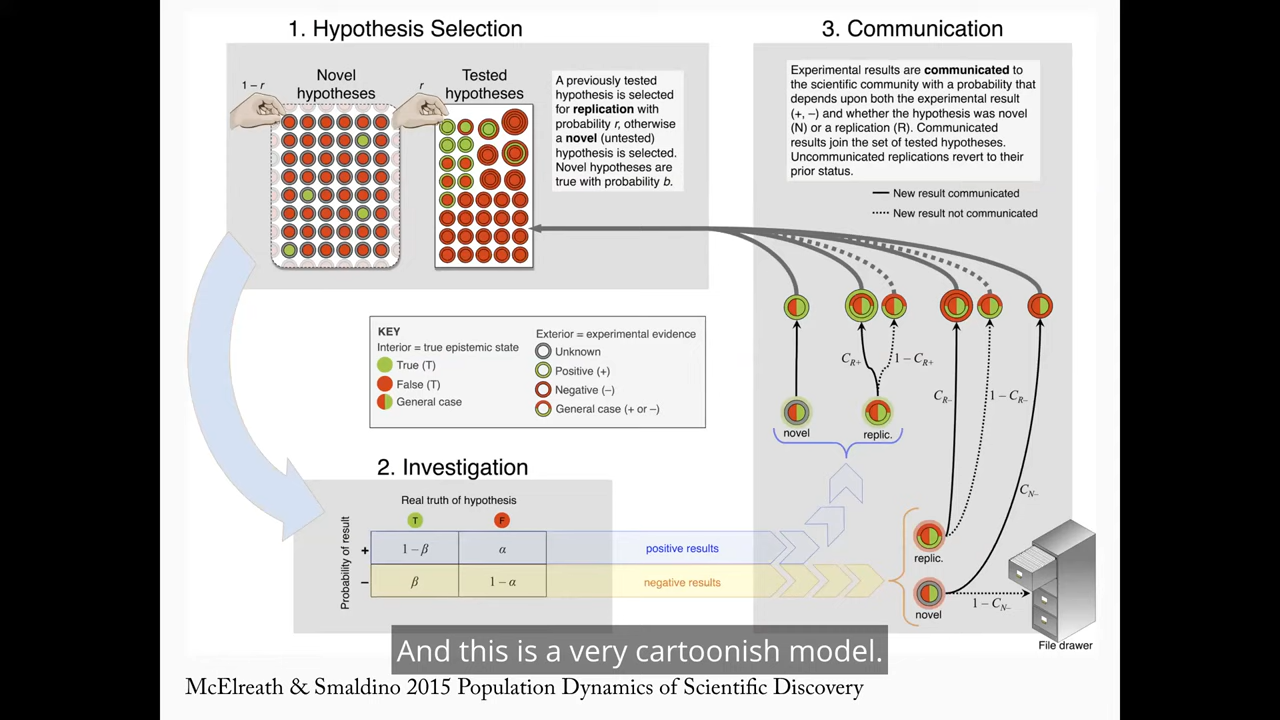 1. Hypothesis Selection
Novel
hypotheses
Tested
hypotheses
1 – r
r
A previously tested
hypothesis is selected
for replication with
probability r, otherwise
a novel (untested)
hypothesis is selected.
Novel hypotheses are
true with probability b.
3. Communication
Experimental results are communicated to
the scientific community with a probability that
depends upon both the experimental result
(+, –) and whether the hypothesis was novel
(N) or a replication (R). Communicated
results join the set of tested hypotheses.
Uncommunicated replications revert to their
prior status.
New result communicated
New result not communicated
KEY
Interior = true epistemic state
True (T)
False (T)
General case
Exterior = experimental evidence
Unknown
Positive (+)
Negative (–)
General case (+ or –)
CR+
1 – CR+
CR–
1 – CR–
CN–
novel
replic.
2. Investigation
Real truth of hypothesis
T
F
Probability of result
+
1 – β
α
positive results
–
β
1 – α
negative results
replic.
novel
1 – CN–
File drawer
And this is a very cartoonish model.
McElreath & Smaldino 2015 Population Dynamics of Scientific Discovery